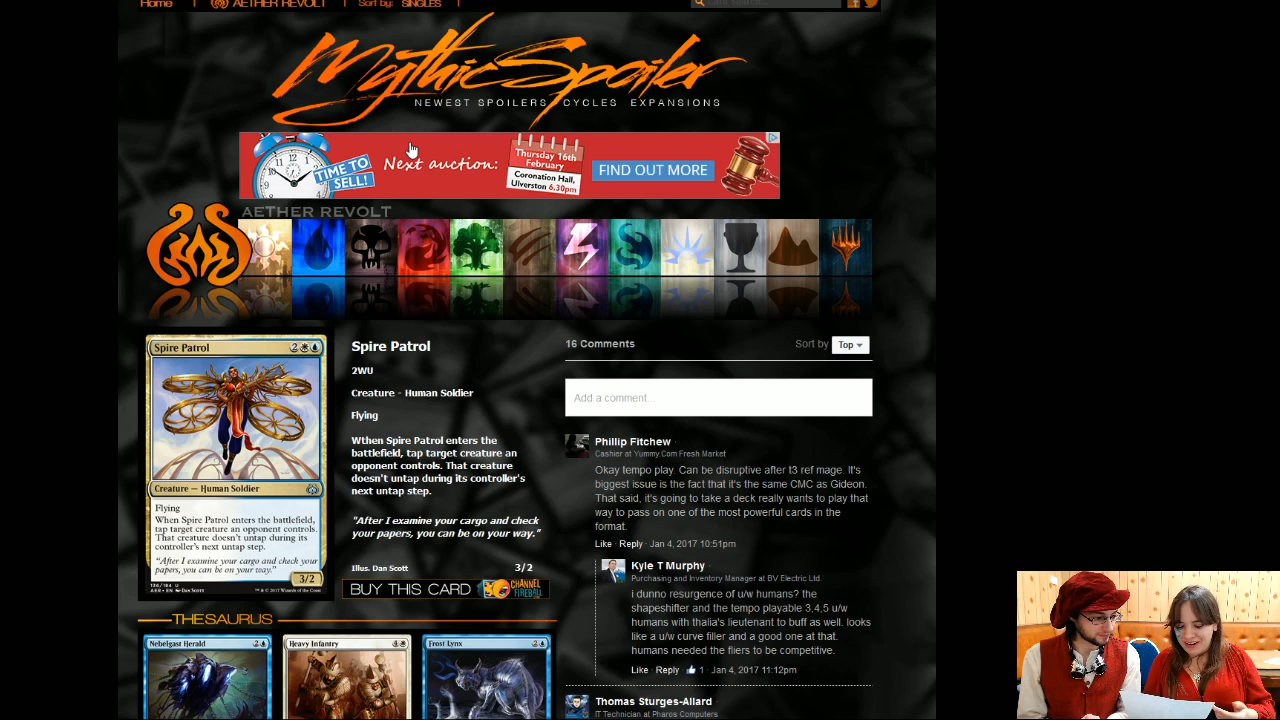 Home | AETHER REVOLT | Sort by: SINGLES |
Card Search...
MythicSpoiler
NEWEST SPOILERS CYCLES EXPANSIONS
TIME TO SELL!
Next auction:
Thursday 16th
February
Coronation Hall,
Ulverston 6.30pm
FIND OUT MORE
AETHER REVOLT
Spire Patrol 2
Creature — Human Soldier
Flying
When Spire Patrol enters the battlefield,
tap target creature an opponent controls.
That creature doesn't untap during its
controller's next untap step.
"After I examine your cargo and check your
papers, you can be on your way."
3/2
Spire Patrol
2WU
Creature - Human Soldier
Flying
Wthen Spire Patrol enters the
battlefield, tap target creature an
opponent controls. That creature
doesn't untap during its controller's
next untap step.
"After I examine your cargo and check
your papers, you can be on your way."
Illus. Dan Scott 3/2
BUY THIS CARD CHANNEL FIREBALL
THESAURUS
Nebelgast Herald 2
Heavy Infantry 4
Frost Lynx 2
16 Comments Sort by Top
Add a comment...
Phillip Fitchew ·
Cashier at Yummy.Com Fresh Market
Okay tempo play. Can be disruptive after t3 ref mage. It's
biggest issue is the fact that it's the same CMC as Gideon.
That said, it's going to take a deck really wants to play that
way to pass on one of the most powerful cards in the
format.
Like · Reply · Jan 4, 2017 10:51pm
Kyle T Murphy ·
Purchasing and Inventory Manager at BV Electric Ltd.
i dunno resurgence of u/w humans? the
shapeshifter and the tempo playable 3,4,5 u/w
humans with thalia's lieutenant to buff as well. looks
like a u/w curve filler and a good one at that.
humans needed the fliers to be competitive.
Like · Reply · 1 · Jan 4, 2017 11:12pm
Thomas Sturges-Allard
IT Technician at Pharos Computers